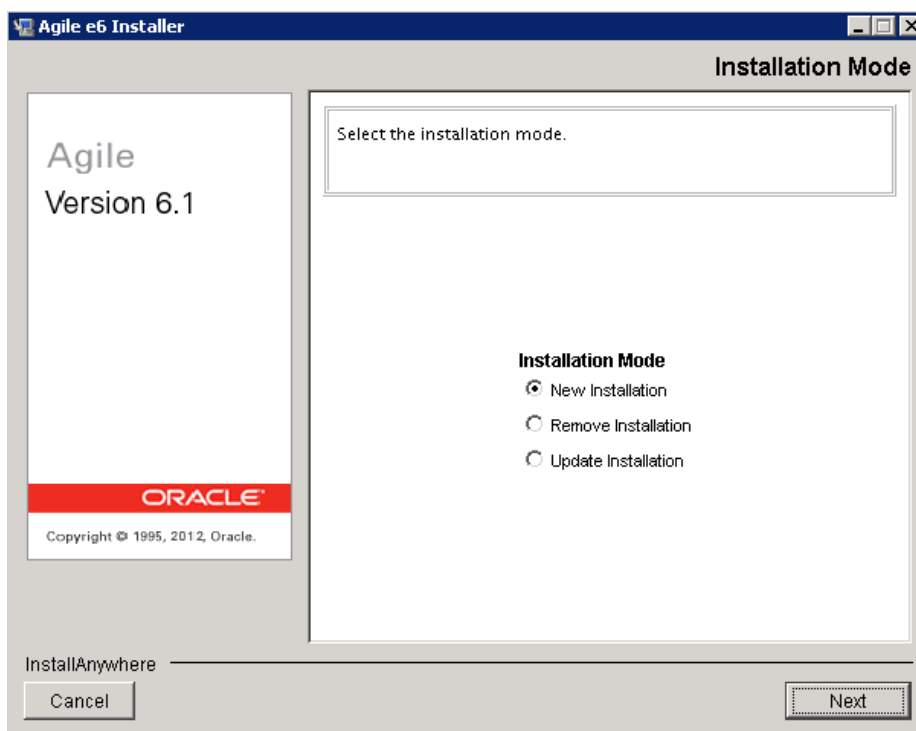 Agile e6 Installer
Installation Mode
Agile
Version 6.1
ORACLE
Copyright © 1995, 2012, Oracle.
Select the installation mode.
Installation Mode
New Installation
Remove Installation
Update Installation
InstallAnywhere
Cancel
Next